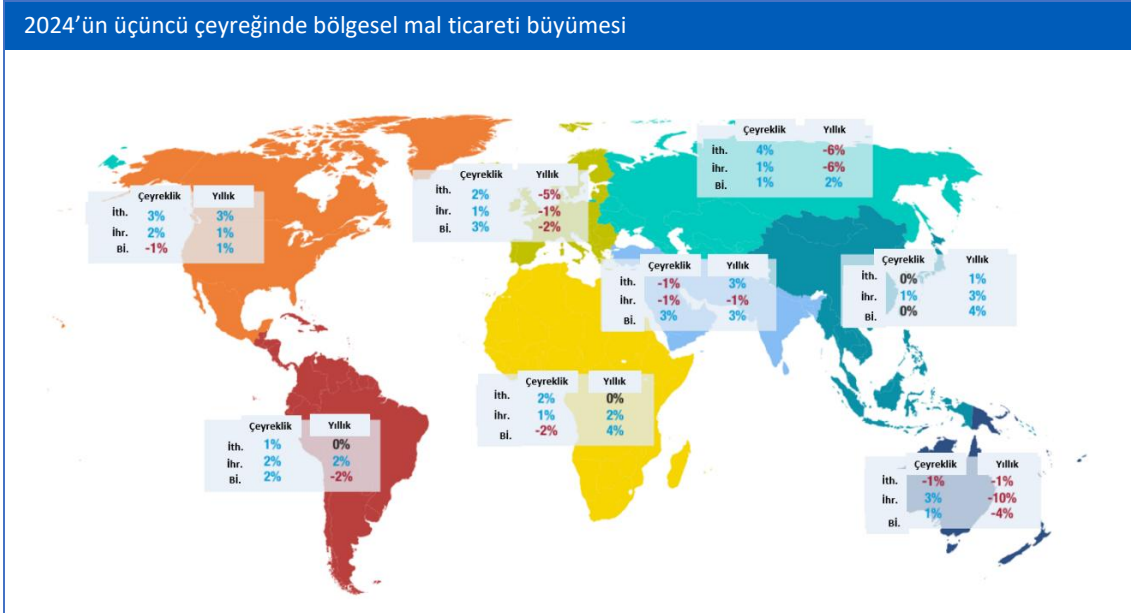 2024’ün üçüncü çeyreğinde bölgesel mal ticareti büyümesi
Çeyreklik Yıllık
İth. 4% -6%
İhr. 1% -6%
Bİ. 1% 2%
Çeyreklik Yıllık
İth. 2% -5%
İhr. 1% -1%
Bİ. 3% -2%
Çeyreklik Yıllık
İth. 3% 3%
İhr. 2% 1%
Bİ. -1% 1%
Çeyreklik Yıllık
İth. -1% 3%
İhr. -1% -1%
Bİ. 3% 3%
Çeyreklik Yıllık
İth. 0% 1%
İhr. 1% 3%
Bİ. 0% 4%
Çeyreklik Yıllık
İth. 2% 0%
İhr. 1% 2%
Bİ. -2% 4%
Çeyreklik Yıllık
İth. 1% 0%
İhr. 2% 2%
Bİ. 2% -2%
Çeyreklik Yıllık
İth. -1% -1%
İhr. 3% -10%
Bİ. 1% -4%